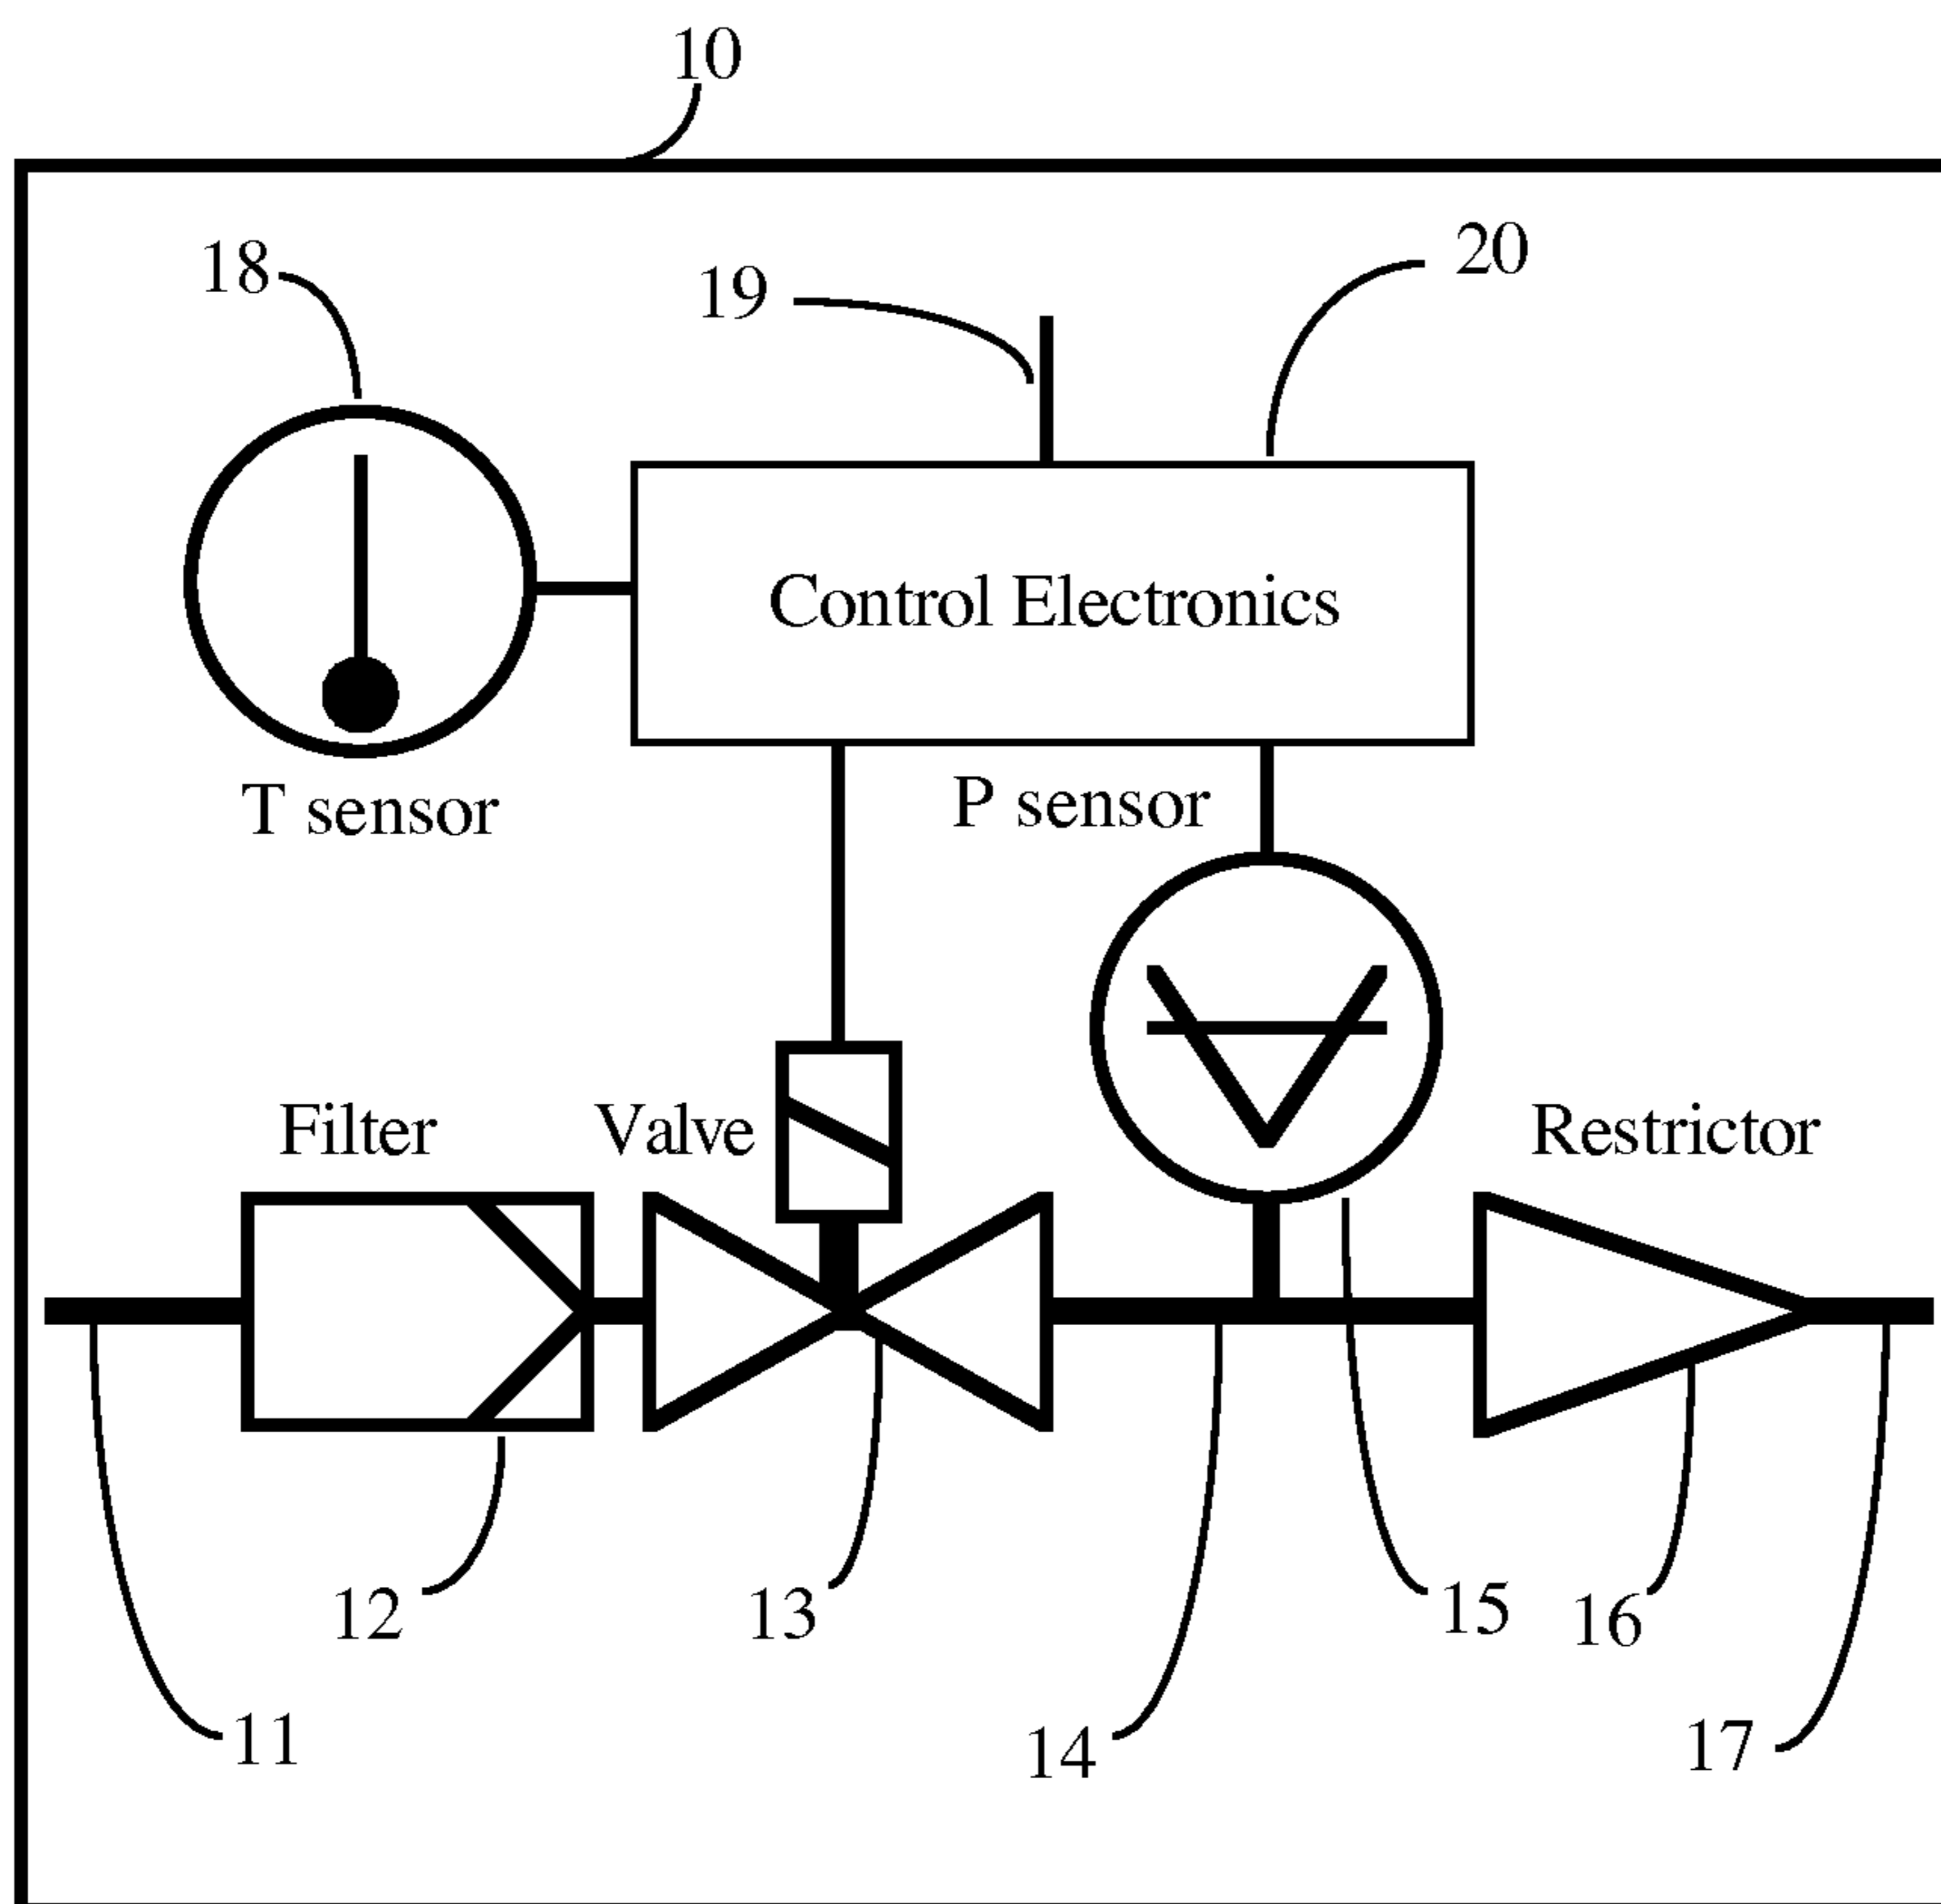 10
18
19
20
Control Electronics
T sensor
P sensor
Filter
Valve
Restrictor
12
13
15
16
11
14
17